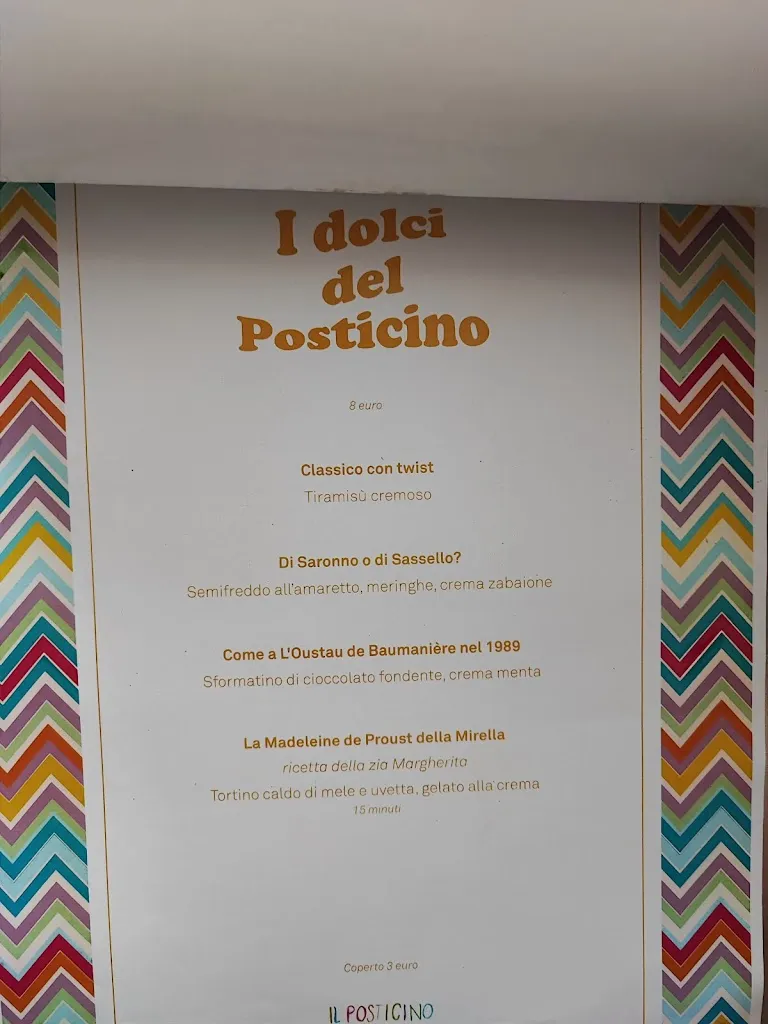 I dolci
del
Posticino
8 euro
Classico con twist
Tiramisù cremoso
Di Saronno o di Sassello?
Semifreddo all'amaretto, meringhe, crema zabaione
Come a L'Oustau de Baumanière nel 1989
Sformatino di cioccolato fondente, crema menta
La Madeleine de Proust della Mirella
ricetta della zia Margherita
Tortino caldo di mele e uvetta, gelato alla crema
15 minuti
Coperto 3 euro
IL POSTICINO